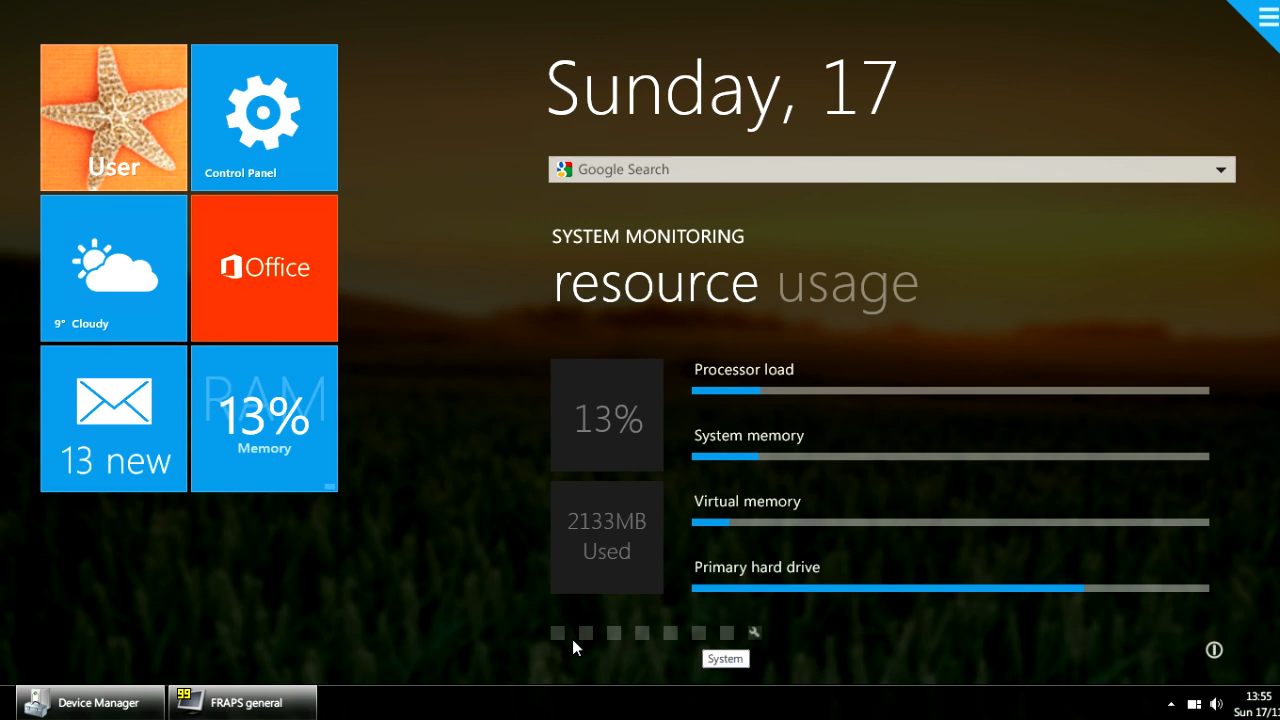 Sunday, 17
User
Control Panel
Google Search
SYSTEM MONITORING
resource usage
9° Cloudy
Office
Processor load
RAM
13%
Memory
13%
System memory
13 new
2133MB
Used
Virtual memory
Primary hard drive
System
Device Manager
99
FRAPS general
13:55
Sun 17/1